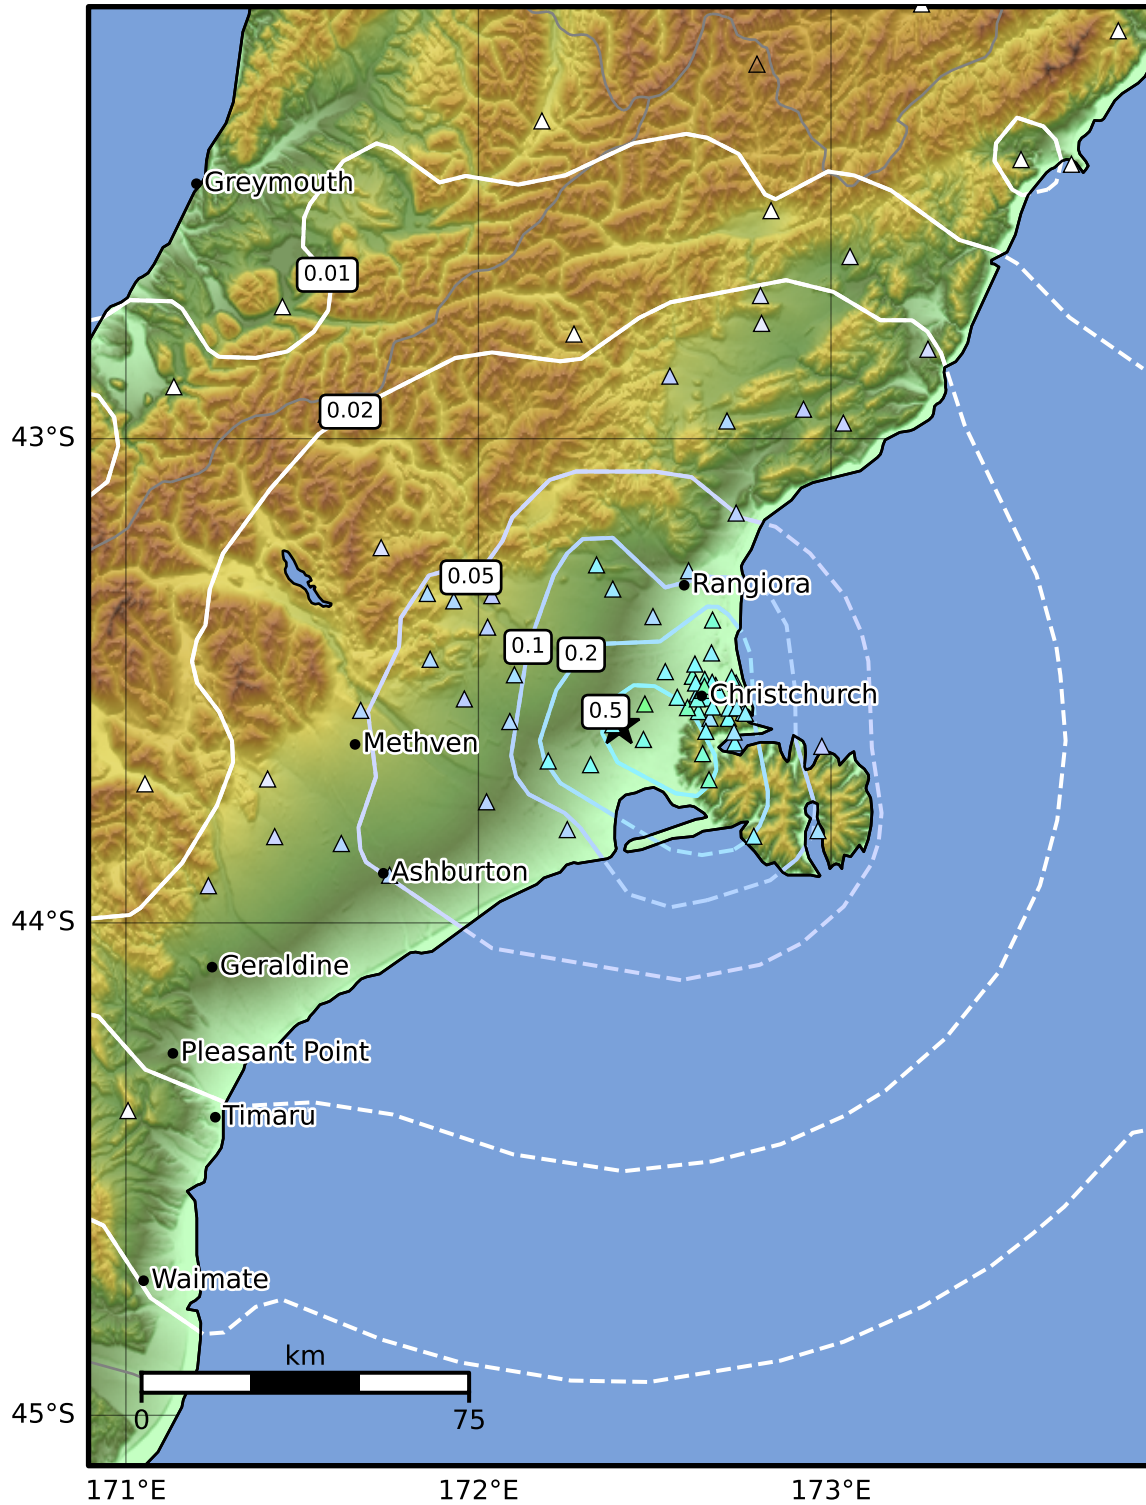 Greymouth
0.01
0.02
43°S
0.05
Rangiora
0.1
0.2
Christchurch
0.5
Methven
Ashburton
44°S
Geraldine
Pleasant Point
Timaru
Waimate
km
0 75
45°S
171°E 172°E 173°E